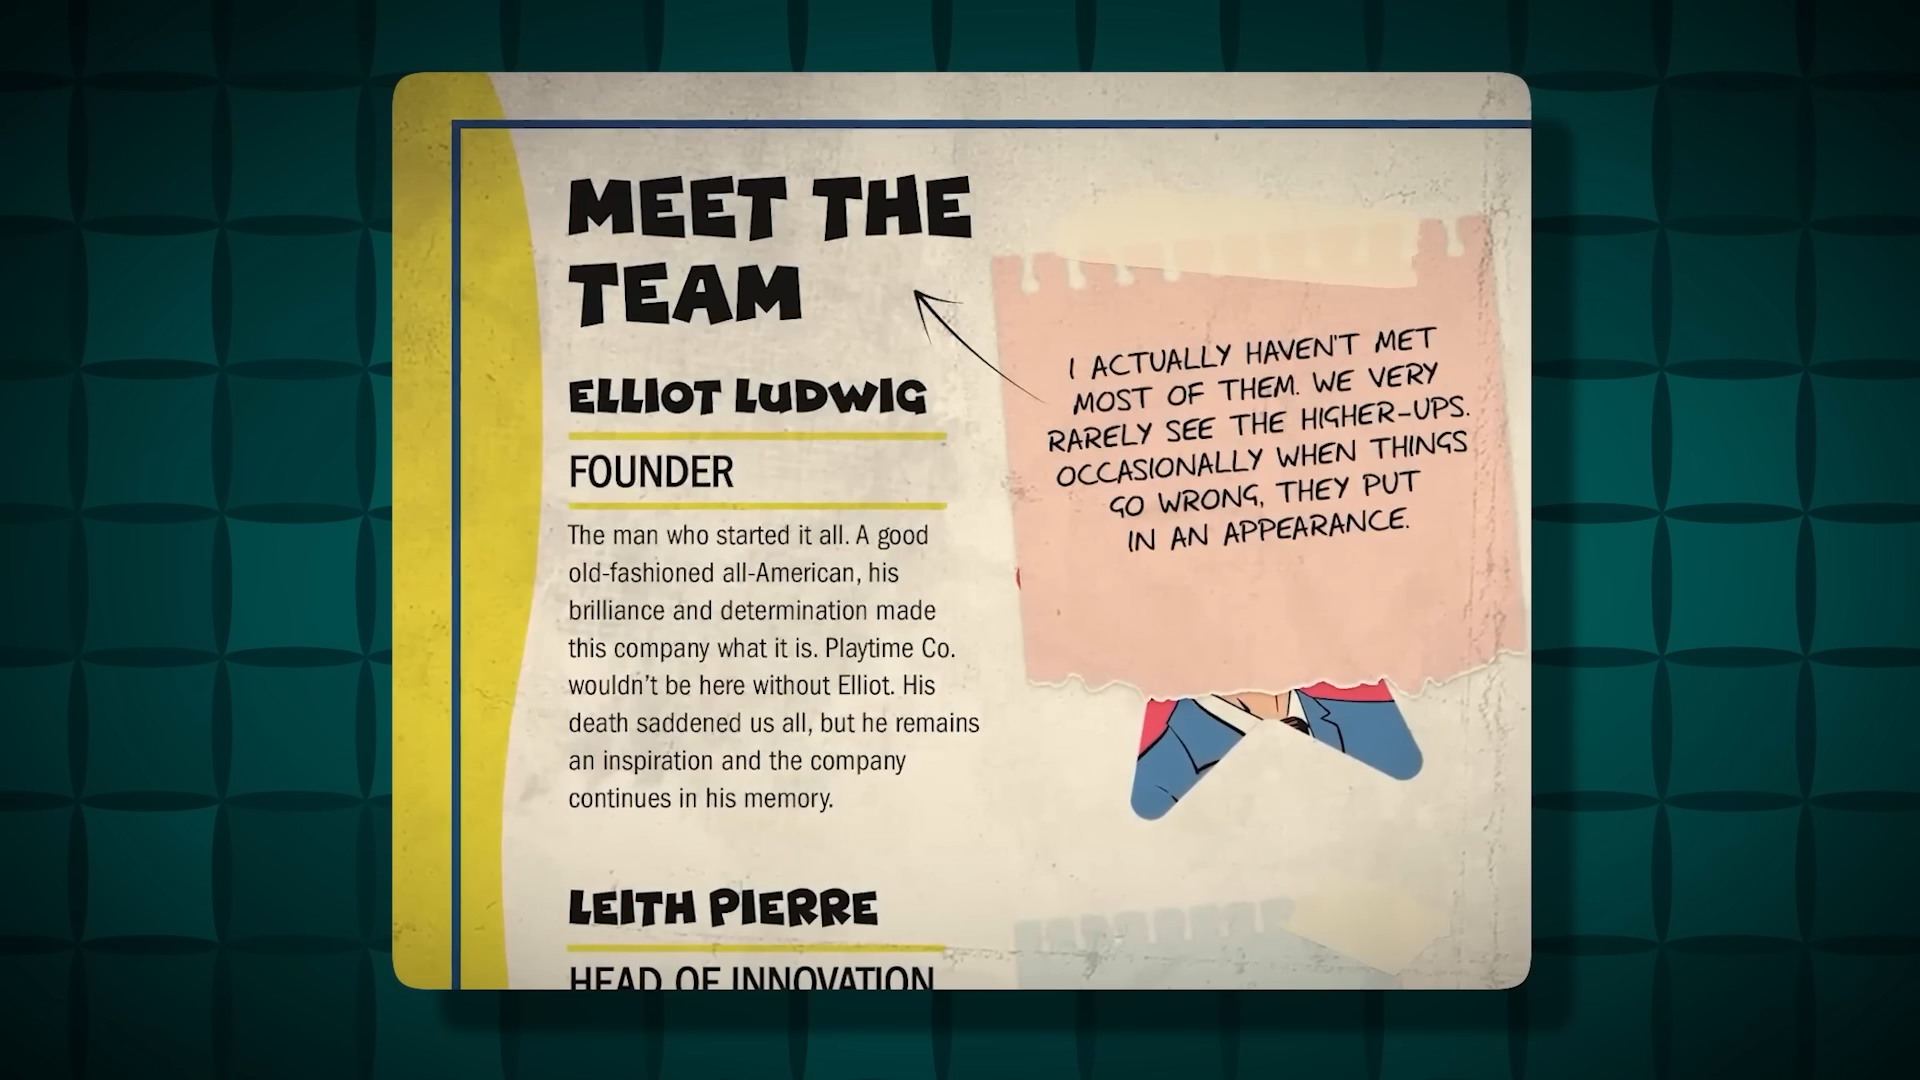 MEET THE
TEAM
ELLIOT LUDWIG
FOUNDER
The man who started it all. A good
old-fashioned all-American, his
brilliance and determination made
this company what it is. Playtime Co.
wouldn't be here without Elliot. His
death saddened us all, but he remains
an inspiration and the company
continues in his memory.
I ACTUALLY HAVEN'T MET
MOST OF THEM. WE VERY
RARELY SEE THE HIGHER-UPS.
OCCASIONALLY WHEN THINGS
GO WRONG, THEY PUT
IN AN APPEARANCE.
LEITH PIERRE
HEAD OF INNOVATION